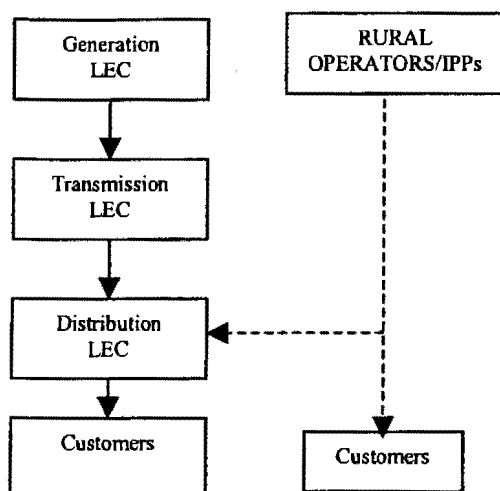 Generation
LEC
RURAL
OPERATORS/IPPs
Transmission
LEC
Distribution
LEC
Customers
Customers